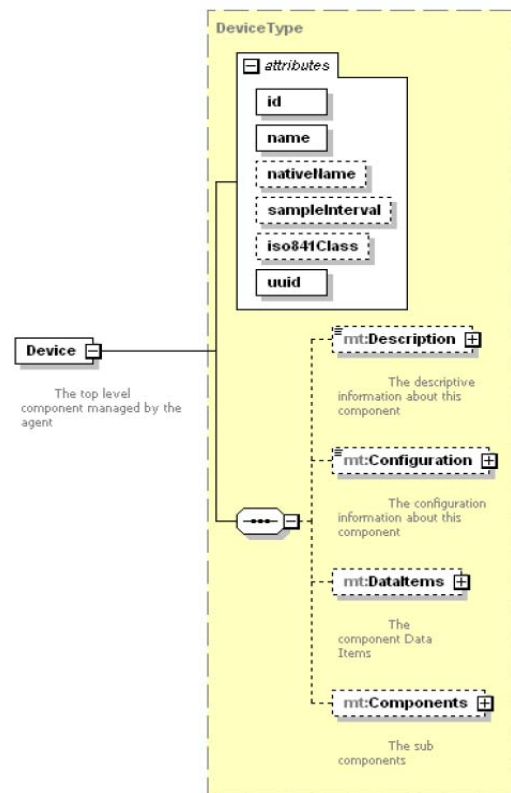 DeviceType
attributes
id
name
nativeName
sampleInterval
iso841Class
uuid
Device
The top level
component managed by the
agent
mt:Description
The descriptive
information about this
component
mt:Configuration
The configuration
information about this
component
mt:DataItems
The
component Data
Items
mt:Components
The sub
components